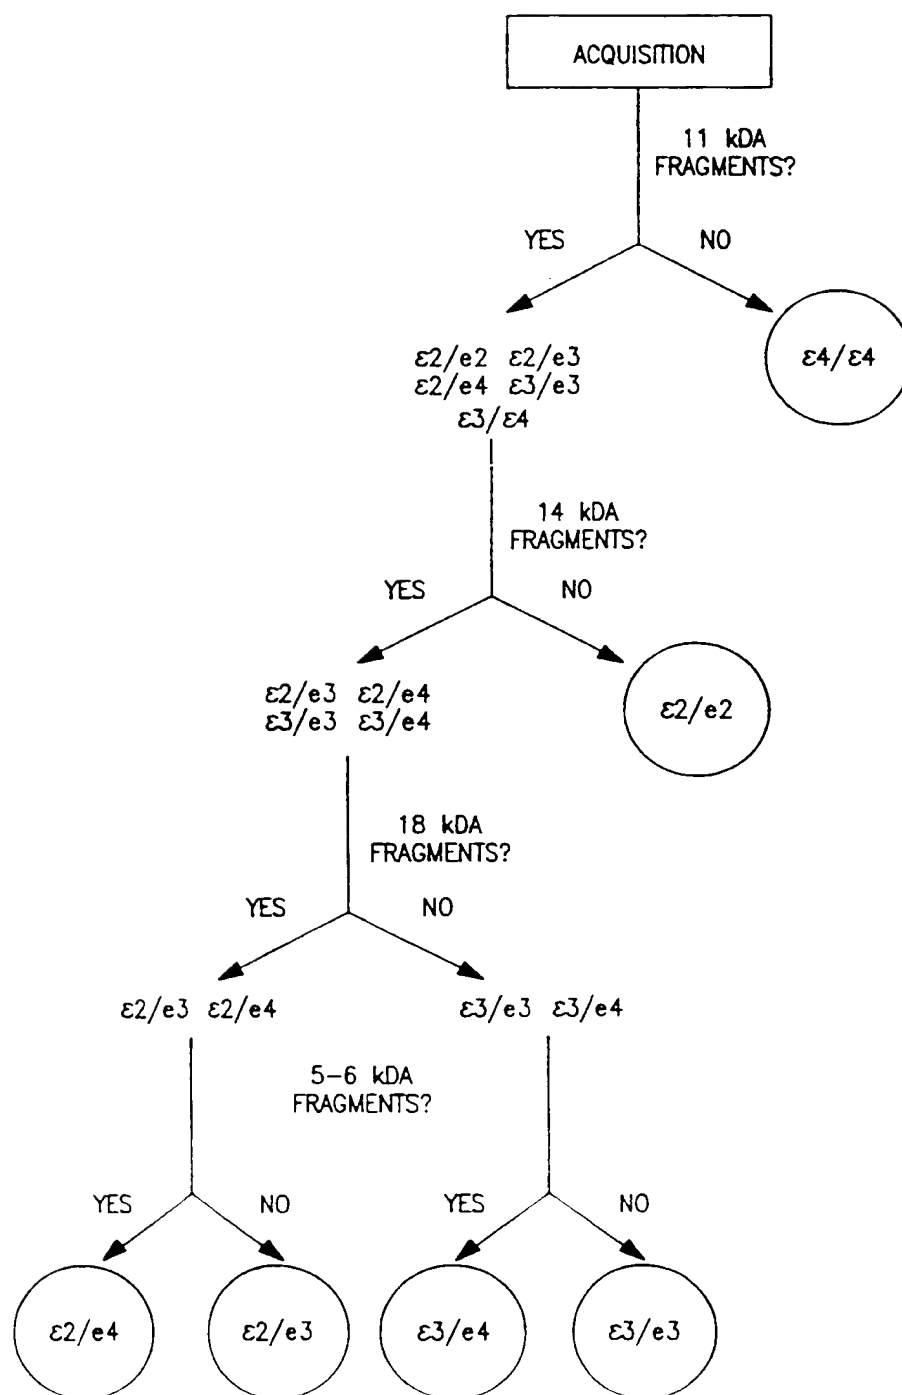 ACQUISITION
11 kDA
FRAGMENTS?
YES NO
ε2/e2 ε2/e3
ε2/e4 ε3/e3
ε3/ε4
ε4/ε4
14 kDA
FRAGMENTS?
YES NO
ε2/e3 ε2/e4
ε3/e3 ε3/e4
ε2/e2
18 kDA
FRAGMENTS?
YES NO
ε2/e3 ε2/e4
ε3/e3 ε3/e4
5-6 kDA
FRAGMENTS?
YES NO
YES NO
ε2/e4
ε2/e3
ε3/e4
ε3/e3